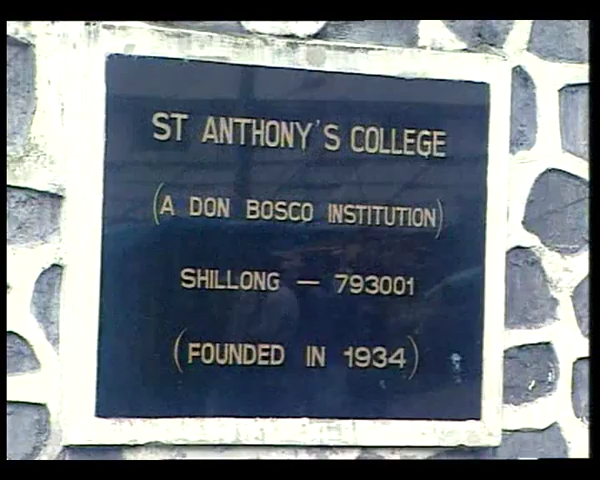 ST ANTHONY'S COLLEGE
(A DON BOSCO INSTITUTION)
SHILLONG — 793001
(FOUNDED IN 1934)